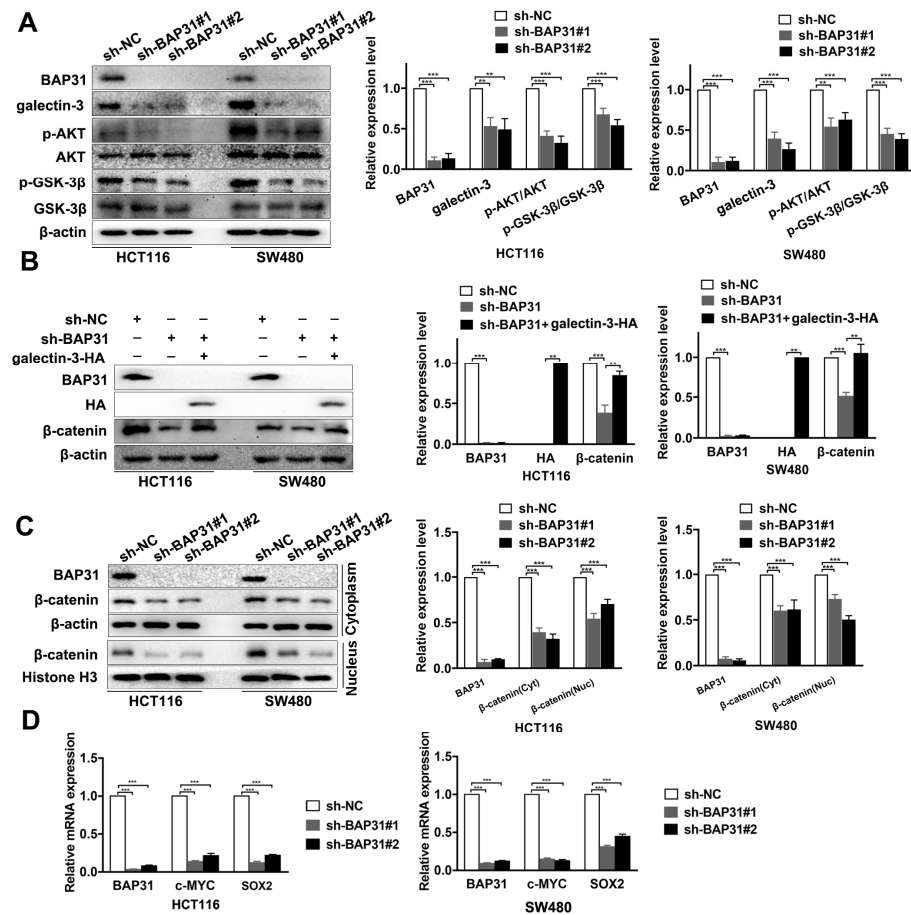 A
sh-NC
sh-BAP31#1
sh-BAP31#2
sh-NC
sh-BAP31#1
sh-BAP31#2
BAP31
galectin-3
p-AKT
AKT
p-GSK-3β
GSK-3β
β-actin
HCT116 SW480
sh-NC
sh-BAP31#1
sh-BAP31#2
Relative expression level
1.5
1.0
0.5
0.0
*** ***
** **
*** ***
*** ***
BAP31 galectin-3 p-AKT/AKT p-GSK-3β/GSK-3β
HCT116
sh-NC
sh-BAP31#1
sh-BAP31#2
Relative expression level
1.5
1.0
0.5
0.0
*** ***
*** ***
*** ***
*** ***
BAP31 galectin-3 p-AKT/AKT p-GSK-3β/GSK-3β
SW480
B
sh-NC + − − + − −
sh-BAP31 − + + − + +
galectin-3-HA − − + − − +
BAP31
HA
β-catenin
β-actin
HCT116 SW480
sh-NC
sh-BAP31
sh-BAP31+galectin-3-HA
Relative expression level
1.5
1.0
0.5
0.0
*** ** *** **
BAP31 HA β-catenin
HCT116
sh-NC
sh-BAP31
sh-BAP31+galectin-3-HA
Relative expression level
1.5
1.0
0.5
0.0
*** ** *** **
BAP31 HA β-catenin
SW480
C
sh-NC
sh-BAP31#1
sh-BAP31#2
sh-NC
sh-BAP31#1
sh-BAP31#2
BAP31
β-catenin
β-actin
Cytoplasm
β-catenin
Histone H3
Nucleus
HCT116 SW480
sh-NC
sh-BAP31#1
sh-BAP31#2
Relative expression level
1.5
1.0
0.5
0.0
*** ***
*** ***
*** ***
BAP31 β-catenin(Cyt) β-catenin(Nuc)
HCT116
sh-NC
sh-BAP31#1
sh-BAP31#2
Relative expression level
1.5
1.0
0.5
0.0
*** ***
*** ***
*** ***
BAP31 β-catenin(Cyt) β-catenin(Nuc)
SW480
D
Relative mRNA expression
1.5
1.0
0.5
0.0
*** ***
*** ***
*** ***
BAP31 c-MYC SOX2
HCT116
sh-NC
sh-BAP31#1
sh-BAP31#2
Relative mRNA expression
1.5
1.0
0.5
0.0
*** ***
*** ***
*** ***
BAP31 c-MYC SOX2
SW480
sh-NC
sh-BAP31#1
sh-BAP31#2